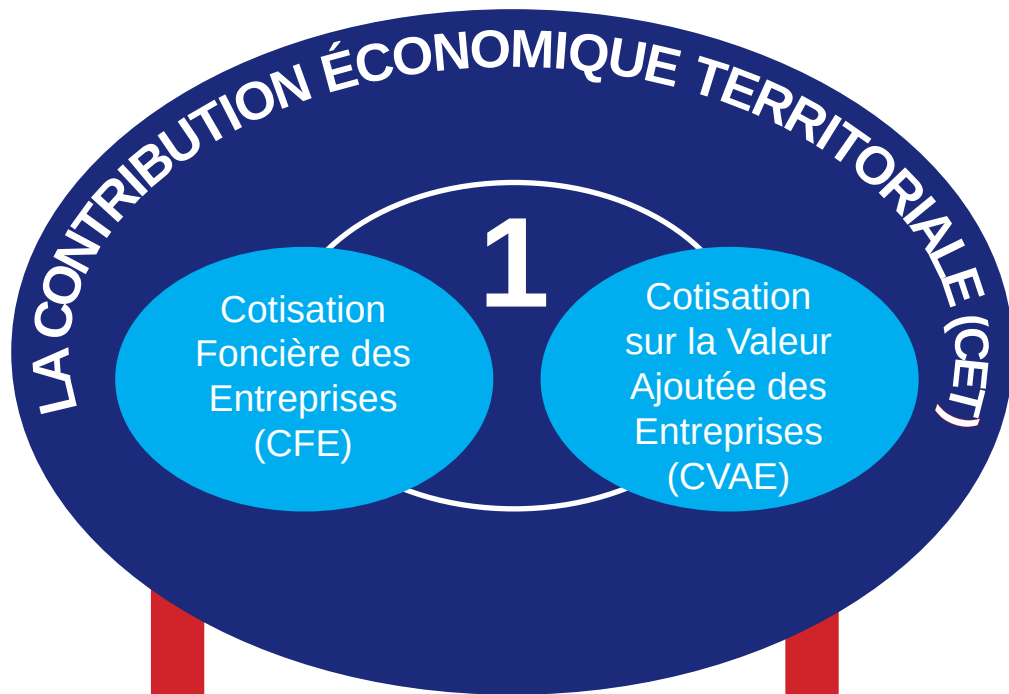 LA CONTRIBUTION ÉCONOMIQUE TERRITORIALE (CET)
1
Cotisation
Foncière des
Entreprises
(CFE)
Cotisation
sur la Valeur
Ajoutée des
Entreprises
(CVAE)